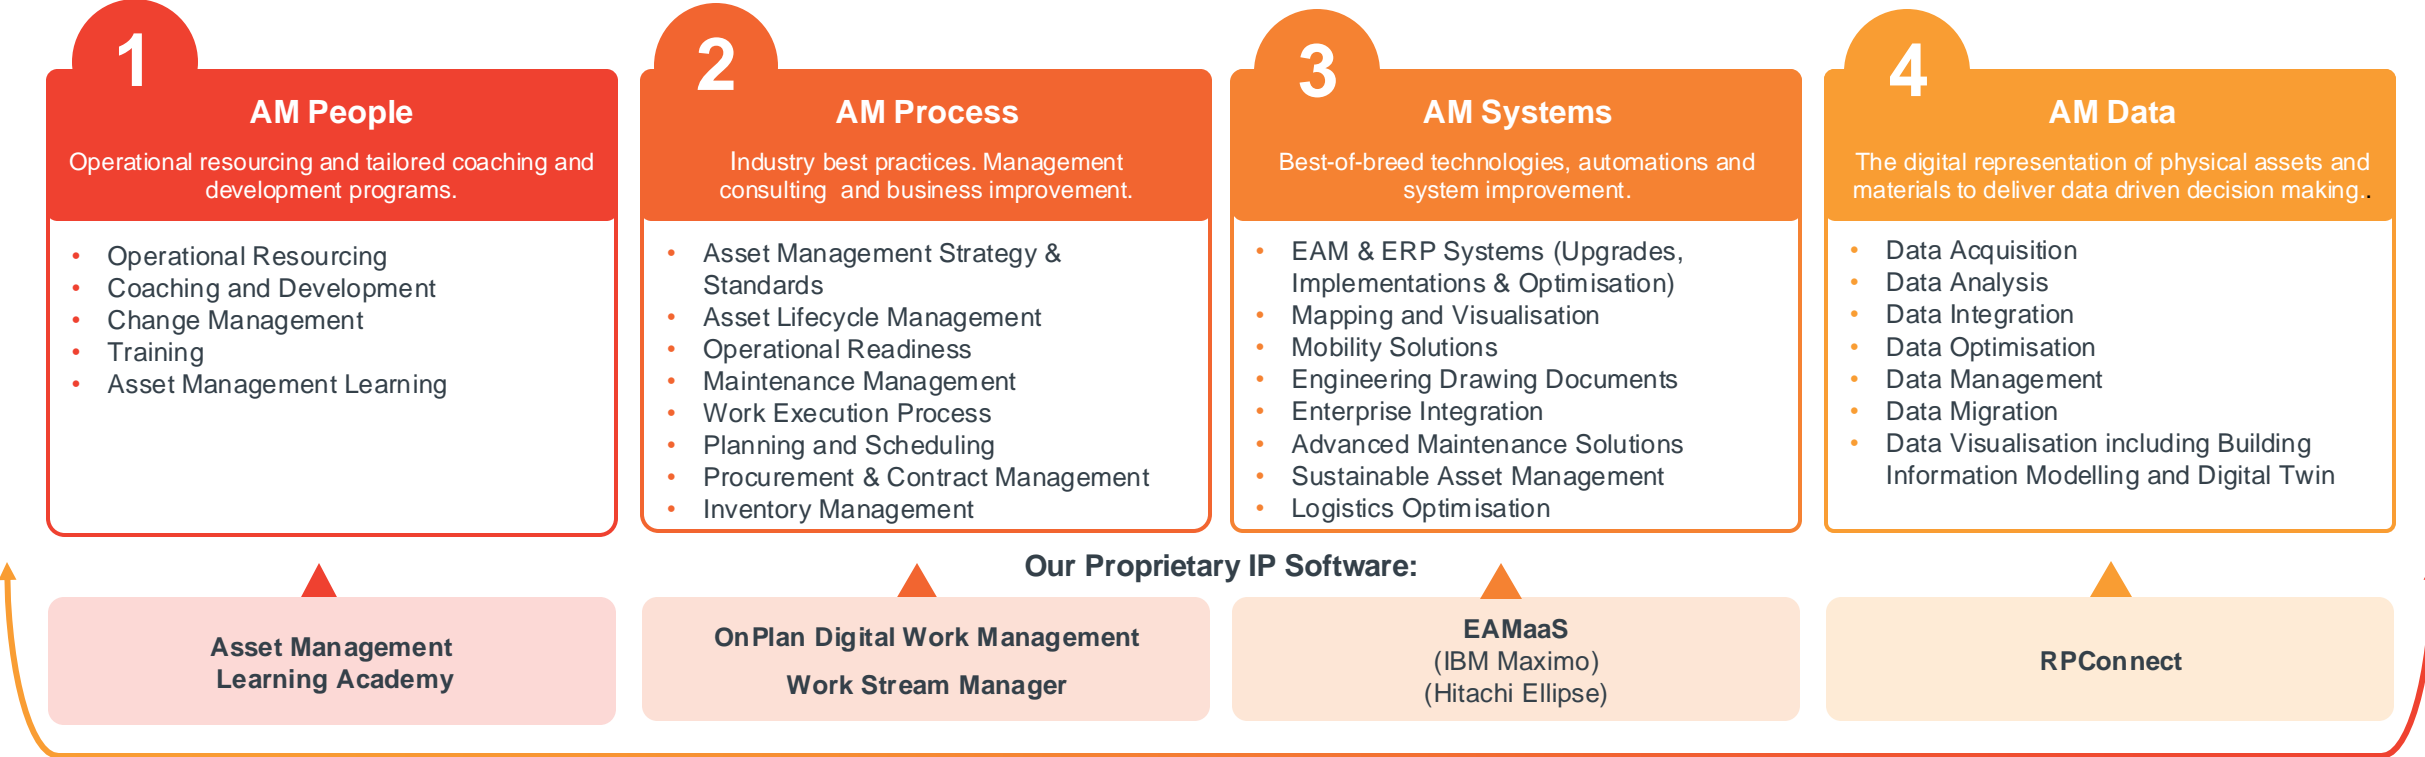 1
AM People
Operational resourcing and tailored coaching and
development programs.
• Operational Resourcing
• Coaching and Development
• Change Management
• Training
• Asset Management Learning
2
AM Process
Industry best practices. Management
consulting  and business improvement.
• Asset Management Strategy &
Standards
• Asset Lifecycle Management
• Operational Readiness
• Maintenance Management
• Work Execution Process
• Planning and Scheduling
• Procurement & Contract Management
• Inventory Management
3
AM Systems
Best-of-breed technologies, automations and
system improvement.
• EAM & ERP Systems (Upgrades,
Implementations & Optimisation)
• Mapping and Visualisation
• Mobility Solutions
• Engineering Drawing Documents
• Enterprise Integration
• Advanced Maintenance Solutions
• Sustainable Asset Management
• Logistics Optimisation
4
AM Data
The digital representation of physical assets and
materials to deliver data driven decision making..
• Data Acquisition
• Data Analysis
• Data Integration
• Data Optimisation
• Data Management
• Data Migration
• Data Visualisation including Building
Information Modelling and Digital Twin
Our Proprietary IP Software:
Asset Management
Learning Academy
OnPlan Digital Work Management
Work Stream Manager
EAMaaS
(IBM Maximo)
(Hitachi Ellipse)
RPConnect